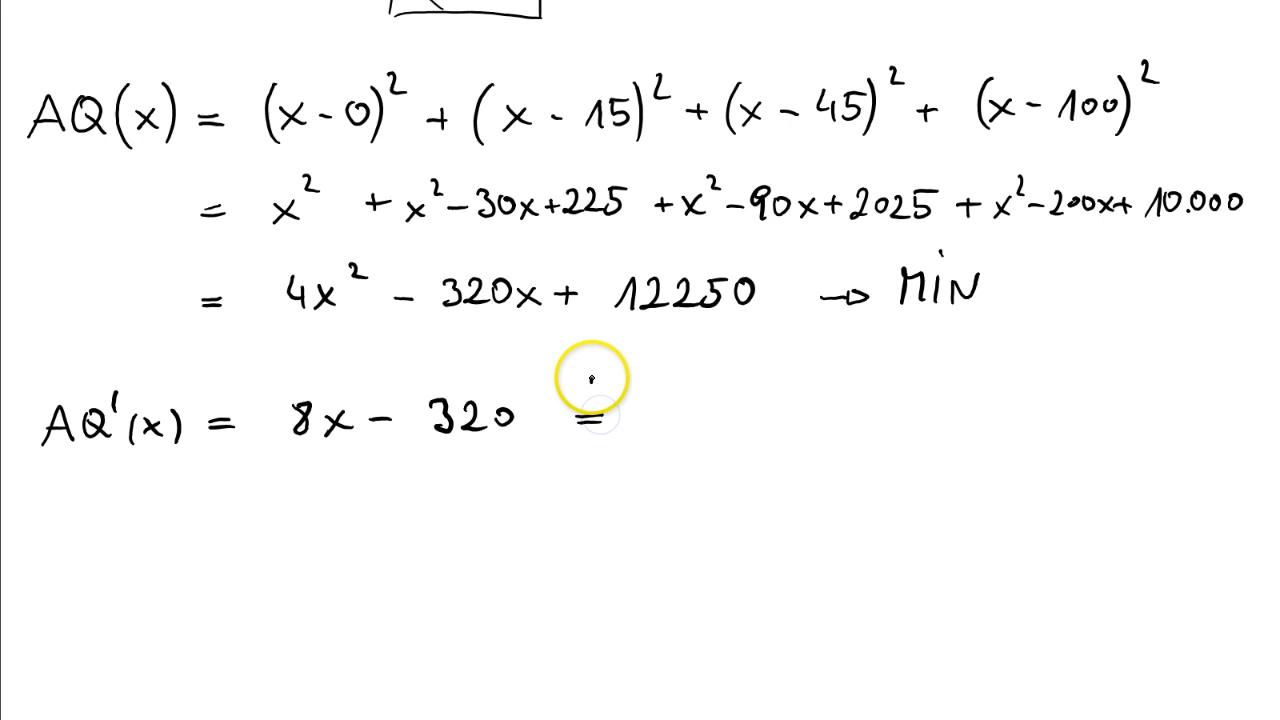 AQ(x) = (x - 0)² + (x - 15)² + (x - 45)² + (x - 100)²
= x² + x² - 30x + 225 + x² - 90x + 2025 + x² - 200x + 10.000
= 4x² - 320x + 12250 → MIN
AQ'(x) = 8x - 320 =